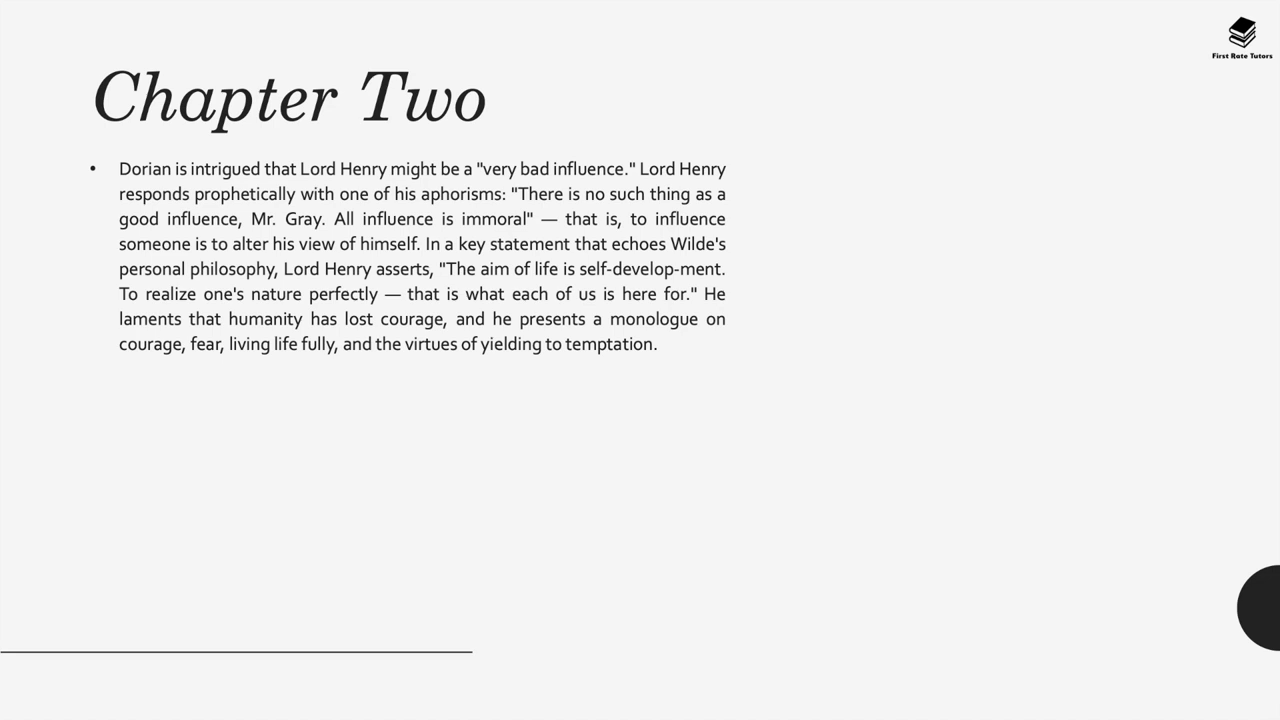 First Rate Tutors
Chapter Two
• Dorian is intrigued that Lord Henry might be a "very bad influence." Lord Henry
responds prophetically with one of his aphorisms: "There is no such thing as a
good influence, Mr. Gray. All influence is immoral" — that is, to influence
someone is to alter his view of himself. In a key statement that echoes Wilde's
personal philosophy, Lord Henry asserts, "The aim of life is self-develop-ment.
To realize one's nature perfectly — that is what each of us is here for." He
laments that humanity has lost courage, and he presents a monologue on
courage, fear, living life fully, and the virtues of yielding to temptation.